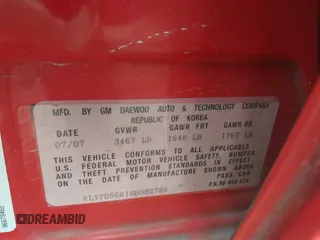 MFD. BY GM DAEWOO AUTO & TECHNOLOGY COMPANY
REPUBLIC OF KOREA
DATE GVWR GAWR FRT GAWR RR
07/07 3467 LB 1848 LB 1767 LB
THIS VEHICLE CONFORMS TO ALL APPLICABLE
U.S. FEDERAL MOTOR VEHICLE SAFETY, BUMPER,
AND THEFT PREVENTION STANDARDS IN EFFECT ON THE
DATE OF MANUFACTURE SHOWN ABOVE.
PASS. CAR
P/N